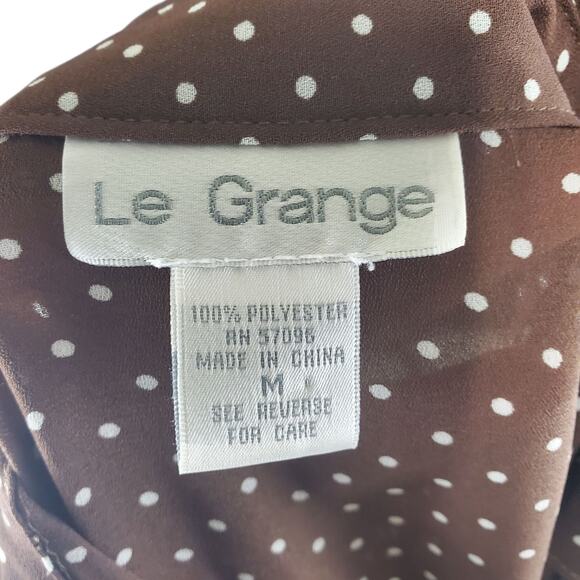 Le Grange
100% POLYESTER
RN 57096
MADE IN CHINA
M
SEE REVERSE
FOR CARE